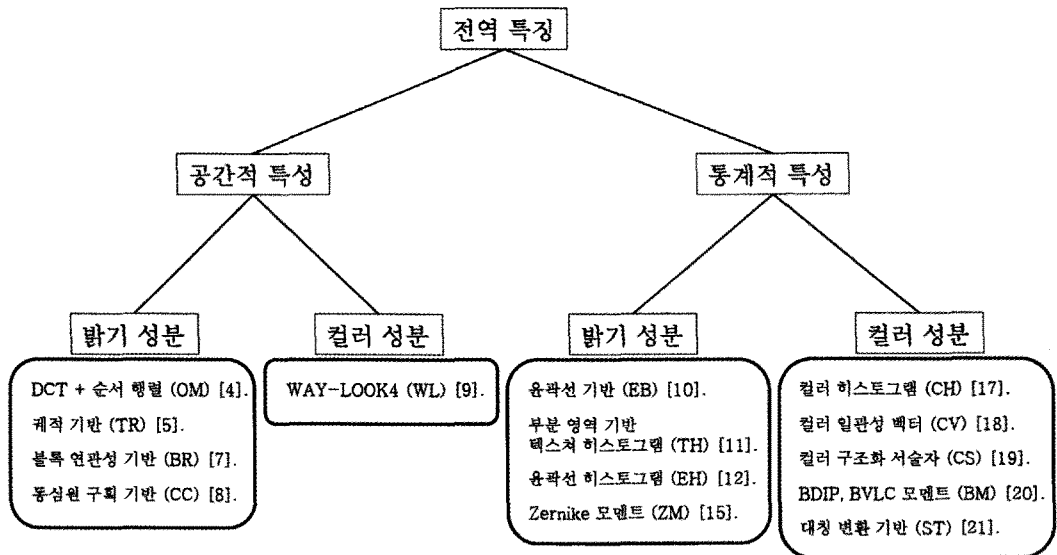 전역 특징
공간적 특성
통계적 특성
밝기 성분
컬러 성분
밝기 성분
컬러 성분
DCT + 순서 행렬 (OM) [4].
궤적 기반 (TR) [5].
블록 연관성 기반 (BR) [7].
동심원 구획 기반 (CC) [8].
WAY-LOOK4 (WL) [9].
윤곽선 기반 (EB) [10].
부분 영역 기반
텍스쳐 히스토그램 (TH) [11].
윤곽선 히스토그램 (EH) [12].
Zernike 모멘트 (ZM) [15].
컬러 히스토그램 (CH) [17].
컬러 일관성 벡터 (CV) [18].
컬러 구조화 서술자 (CS) [19].
BDIP, BVLC 모멘트 (BM) [20].
대칭 변환 기반 (ST) [21].